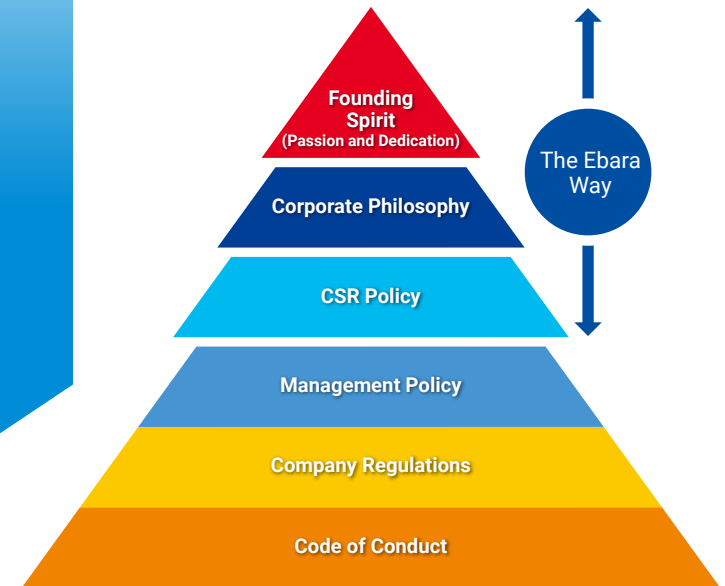 Founding
Spirit
(Passion and Dedication)
The Ebara
Way
Corporate Philosophy
CSR Policy
Management Policy
Company Regulations
Code of Conduct